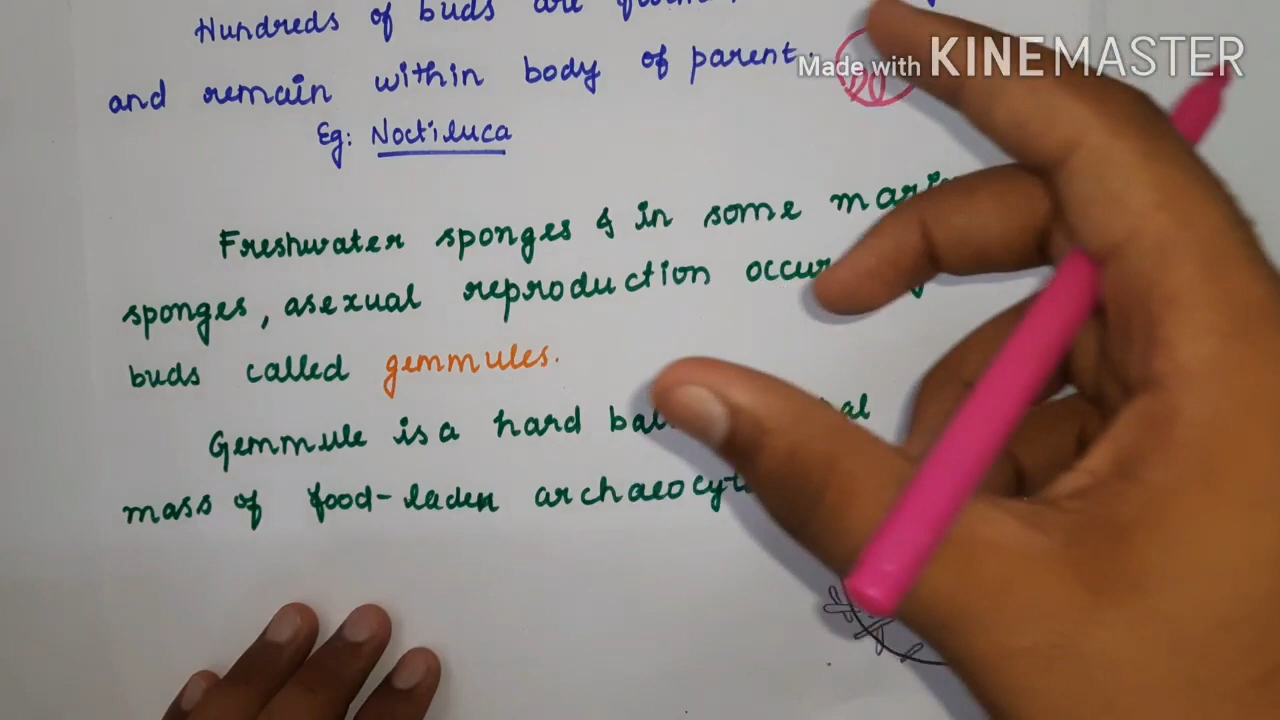 Hundreds of buds are
and remain within body of parent.
Made with KINEMASTER
Eg: Noctiluca
Freshwater sponges & in some
sponges, asexual reproduction
buds called gemmules.
Gemmule is a hard
mass of food-laden